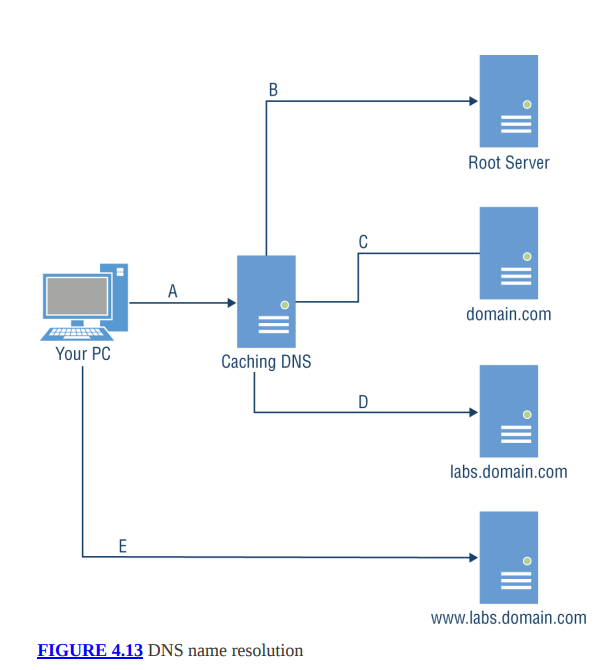 B
Root Server
C
domain.com
A
Your PC
Caching DNS
D
labs.domain.com
E
www.labs.domain.com
FIGURE 4.13 DNS name resolution